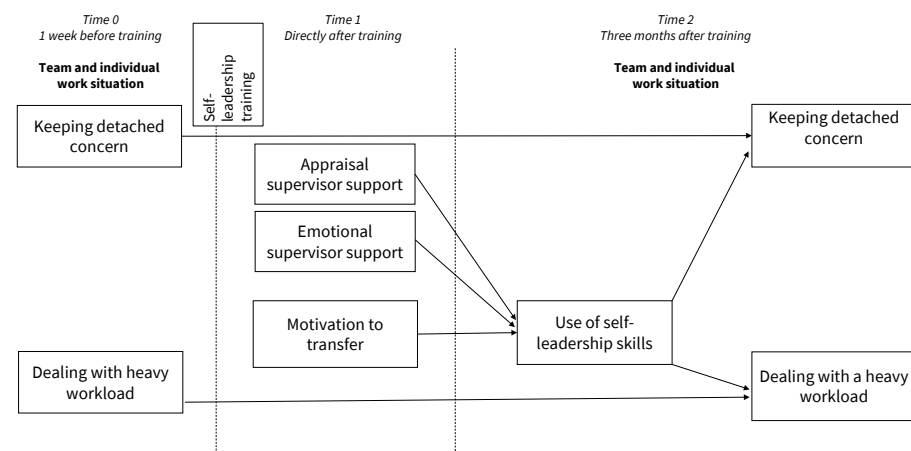 Time 0
1 week before training
Team and individual
work situation
Keeping detached
concern
Dealing with heavy
workload
Self-
leadership
training
Time 1
Directly after training
Appraisal
supervisor support
Emotional
supervisor support
Motivation to
transfer
Time 2
Three months after training
Team and individual
work situation
Use of self-
leadership skills
Keeping detached
concern
Dealing with a heavy
workload